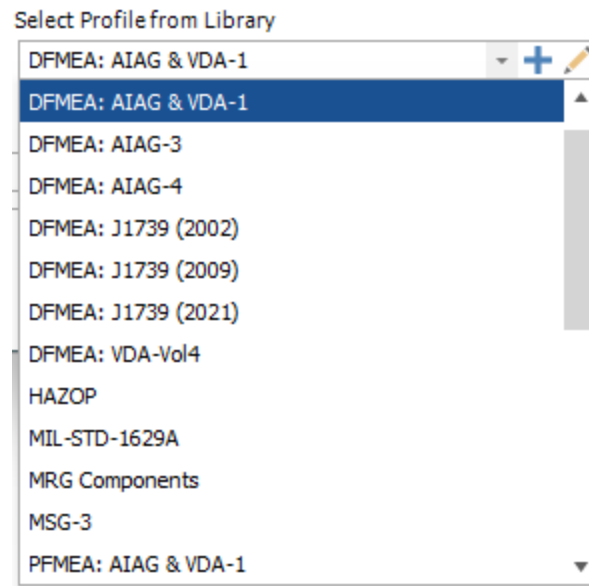 Select Profile from Library
DFMEA: AIAG & VDA-1
DFMEA: AIAG & VDA-1
DFMEA: AIAG-3
DFMEA: AIAG-4
DFMEA: J1739 (2002)
DFMEA: J1739 (2009)
DFMEA: J1739 (2021)
DFMEA: VDA-Vol4
HAZOP
MIL-STD-1629A
MRG Components
MSG-3
PFMEA: AIAG & VDA-1